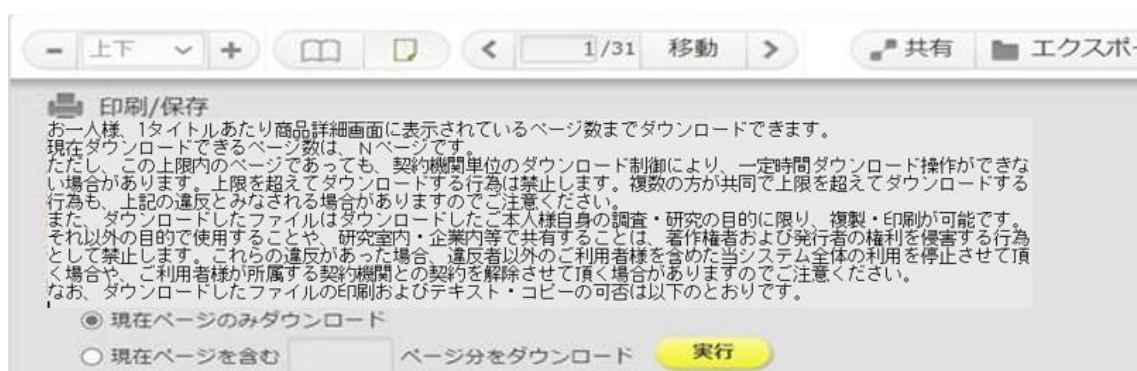 - 上下 + 1/31 移動 共有 エクスポ
印刷/保存
お一人様、1タイトルあたり商品詳細画面に表示されているページ数までダウンロードできます。
現在ダウンロードできるページ数は、Nページです。
ただし、この上限内のページであっても、契約機関単位のダウンロード制御により、一定時間ダウンロード操作ができな
い場合があります。上限を超えてダウンロードする行為は禁止します。複数の方が共同で上限を超えてダウンロードする
行為も、上記の違反とみなされる場合がありますのでご注意ください。
また、ダウンロードしたファイルはダウンロードしたご本人様自身の調査・研究の目的に限り、複製・印刷が可能です。
それ以外の目的で使用することや、研究室内・企業内等で共有することは、著作権者および発行者の権利を侵害する行為
として禁止します。これらの違反があった場合、違反者以外のご利用者様を含めた当システム全体の利用を停止させて頂
く場合や、ご利用者様が所属する契約機関との契約を解除させて頂く場合がありますのでご注意ください。
なお、ダウンロードしたファイルの印刷およびテキスト・コピーの可否は以下のとおりです。
現在ページのみダウンロード
現在ページを含む ページ分をダウンロード 実行